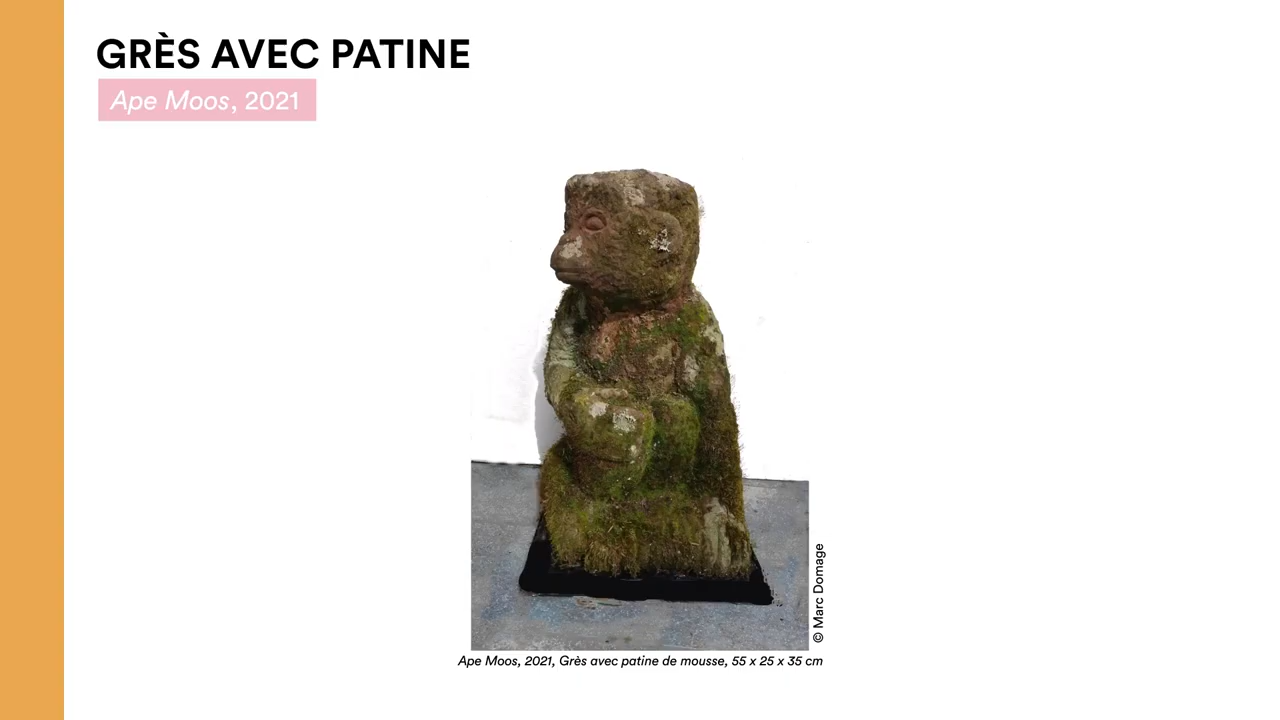 GRÈS AVEC PATINE
Ape Moos, 2021
© Marc Domage
Ape Moos, 2021, Grès avec patine de mousse, 55 x 25 x 35 cm